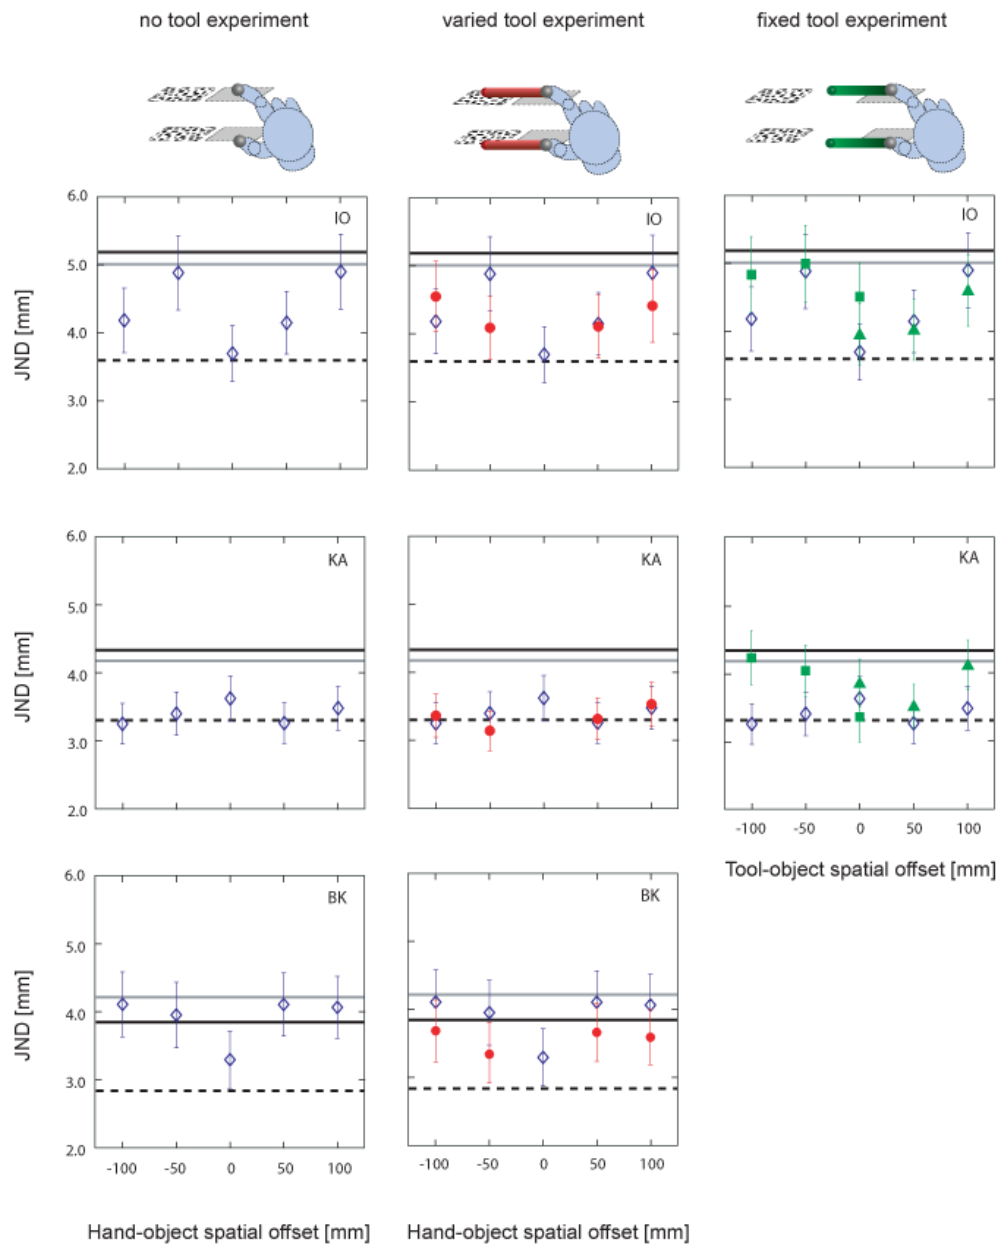 no tool experiment
varied tool experiment
fixed tool experiment
JND [mm]
6.0
5.0
4.0
3.0
2.0
IO
IO
IO
JND [mm]
6.0
5.0
4.0
3.0
2.0
KA
KA
KA
-100 -50 0 50 100
Tool-object spatial offset [mm]
JND [mm]
6.0
5.0
4.0
3.0
2.0
BK
BK
-100 -50 0 50 100
-100 -50 0 50 100
Hand-object spatial offset [mm]
Hand-object spatial offset [mm]